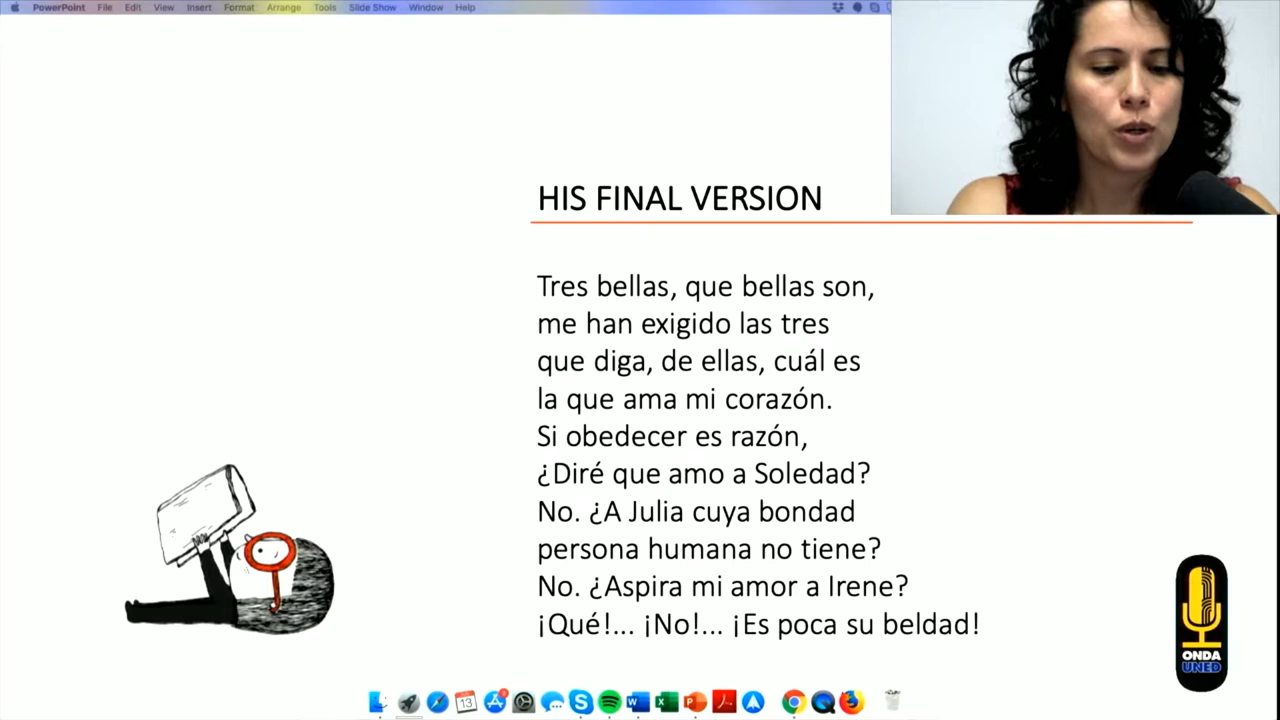 PowerPoint File Edit View Insert Format Arrange Tools Slide Show Window Help
HIS FINAL VERSION
Tres bellas, que bellas son,
me han exigido las tres
que diga, de ellas, cuál es
la que ama mi corazón.
Si obedecer es razón,
¿Diré que amo a Soledad?
No. ¿A Julia cuya bondad
persona humana no tiene?
No. ¿Aspira mi amor a Irene?
¡Qué!... ¡No!... ¡Es poca su beldad!
13
ONDA
UNED